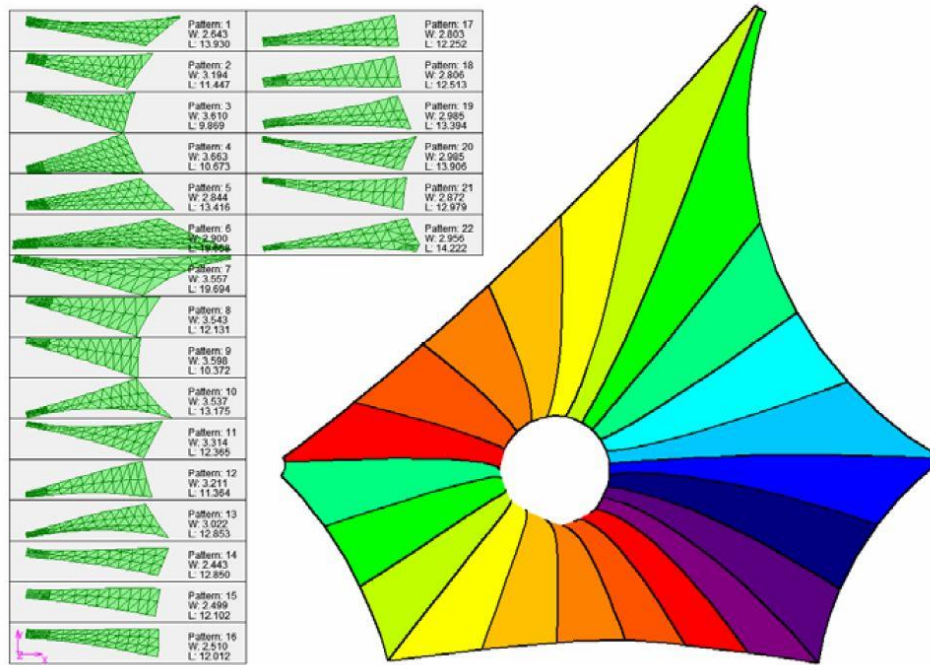 Pattern: 1
W: 2.643
L: 13.930
Pattern: 2
W: 3.194
L: 11.447
Pattern: 3
W: 3.610
L: 9.869
Pattern: 4
W: 3.663
L: 10.673
Pattern: 5
W: 2.844
L: 13.416
Pattern: 6
W: 2.900
Pattern: 7
W: 3.557
L: 19.694
Pattern: 8
W: 3.543
L: 12.131
Pattern: 9
W: 3.598
L: 10.372
Pattern: 10
W: 3.537
L: 13.175
Pattern: 11
W: 3.314
L: 12.365
Pattern: 12
W: 3.211
L: 11.364
Pattern: 13
W: 3.022
L: 12.853
Pattern: 14
W: 2.443
L: 12.850
Pattern: 15
W: 2.499
L: 12.102
Pattern: 16
W: 2.510
L: 12.012
Pattern: 17
W: 2.803
L: 12.252
Pattern: 18
W: 2.806
L: 12.513
Pattern: 19
W: 2.985
L: 13.394
Pattern: 20
W: 2.985
L: 13.906
Pattern: 21
W: 2.872
L: 12.979
Pattern: 22
W: 2.956
L: 14.222